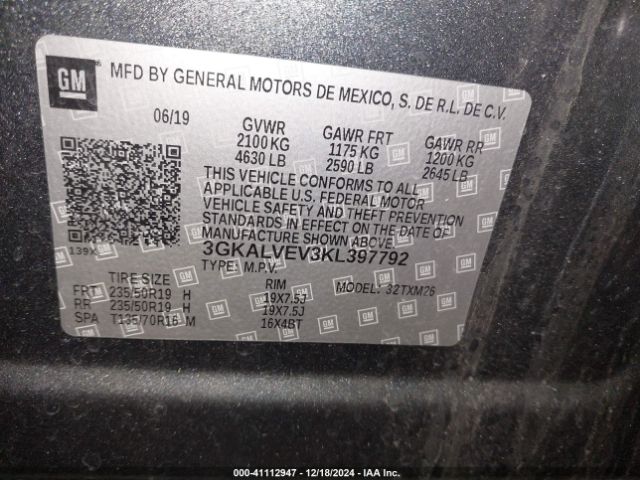 GM
MFD BY GENERAL MOTORS DE MEXICO, S. DE R.L. DE C.V.
06/19 GVWR GAWR FRT GAWR RR
2100 KG 1175 KG 1200 KG
4630 LB 2590 LB 2645 LB
THIS VEHICLE CONFORMS TO ALL
APPLICABLE U.S. FEDERAL MOTOR
VEHICLE SAFETY AND THEFT PREVENTION
STANDARDS IN EFFECT ON THE DATE OF
MANUFACTURE SHOWN ABOVE.
139X 3GKALVEV3KL397792
TYPE: M.P.V. MODEL: 32TXM26
TIRE SIZE RIM
FRT 235/50R19 H 19X7.5J
RR 235/50R19 H 19X7.5J
SPA T135/70R16 M 16X4BT
000-41112947 - 12/18/2024 - IAA Inc.